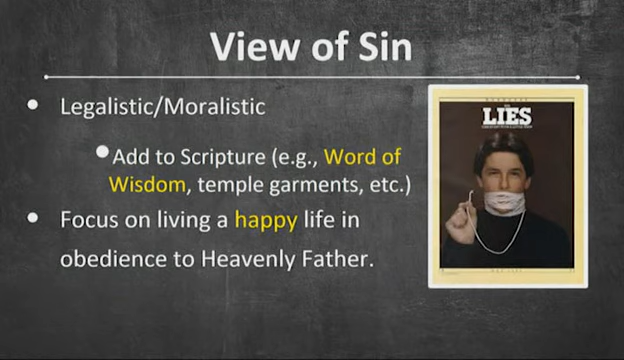 View of Sin
• Legalistic/Moralistic
• Add to Scripture (e.g., Word of
Wisdom, temple garments, etc.)
• Focus on living a happy life in
obedience to Heavenly Father.
LIES